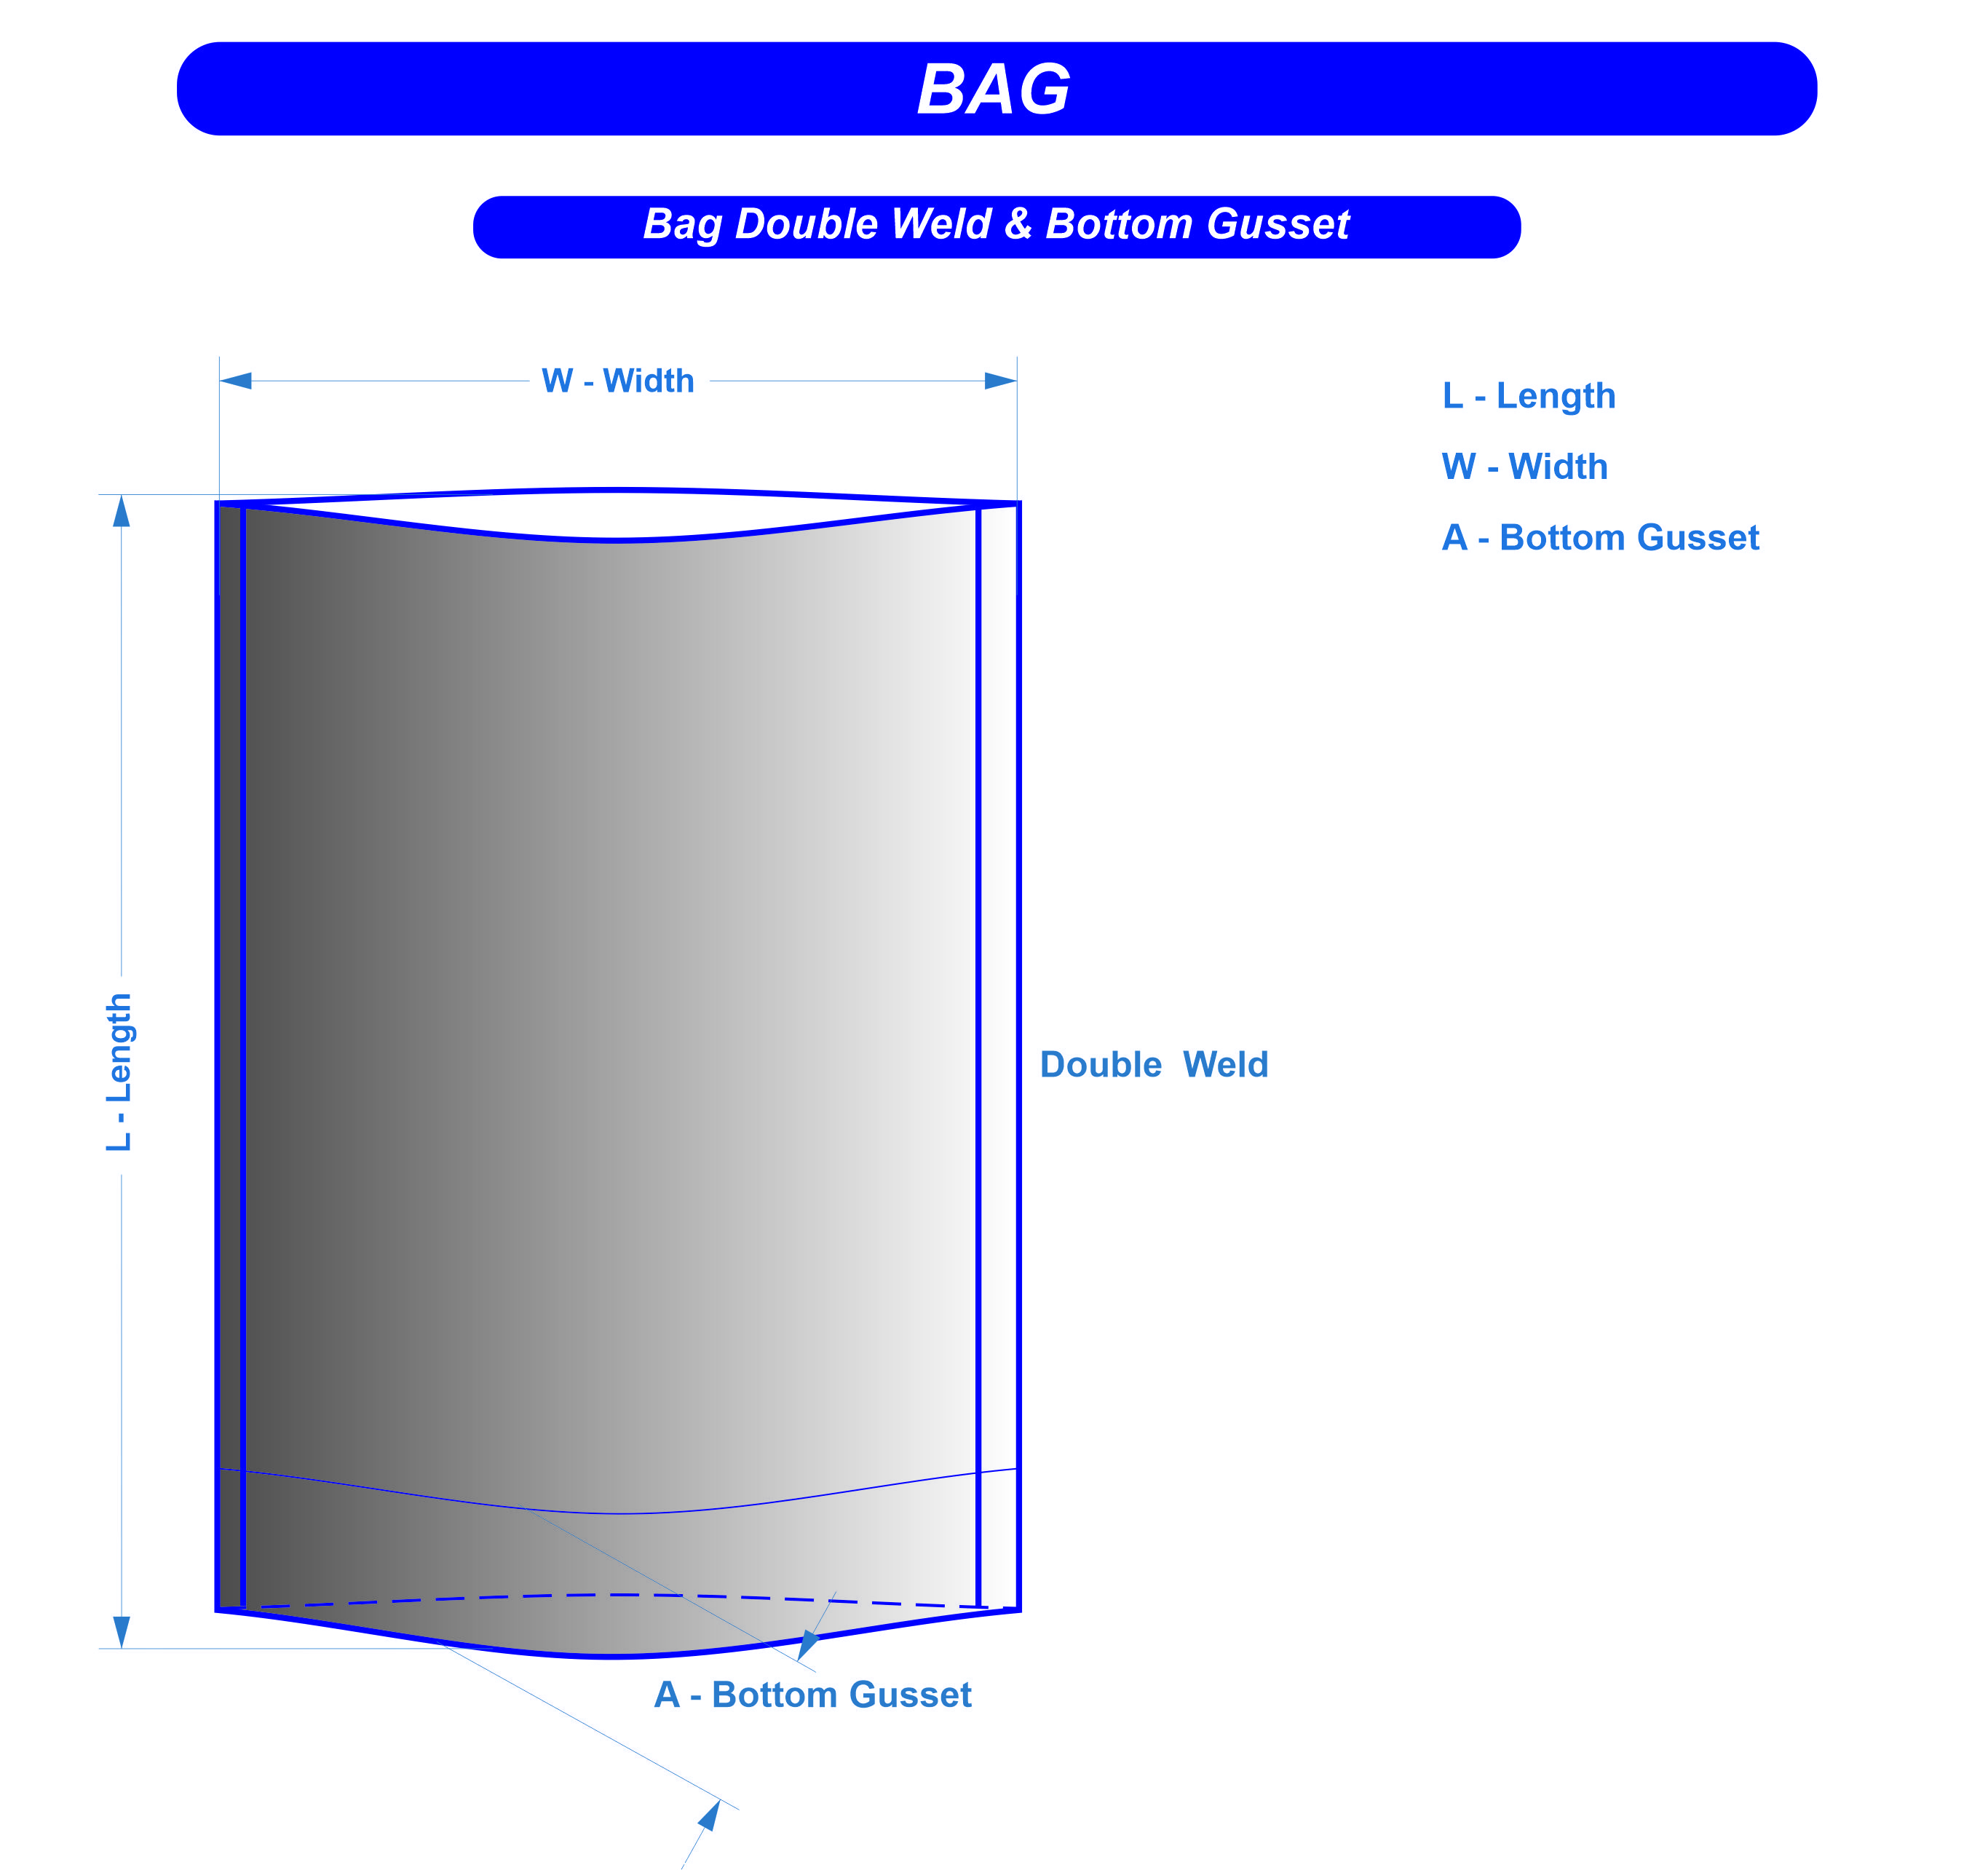 BAG
Bag Double Weld & Bottom Gusset
W - Width
L - Length
W - Width
A - Bottom Gusset
L - Length
Double Weld
A - Bottom Gusset